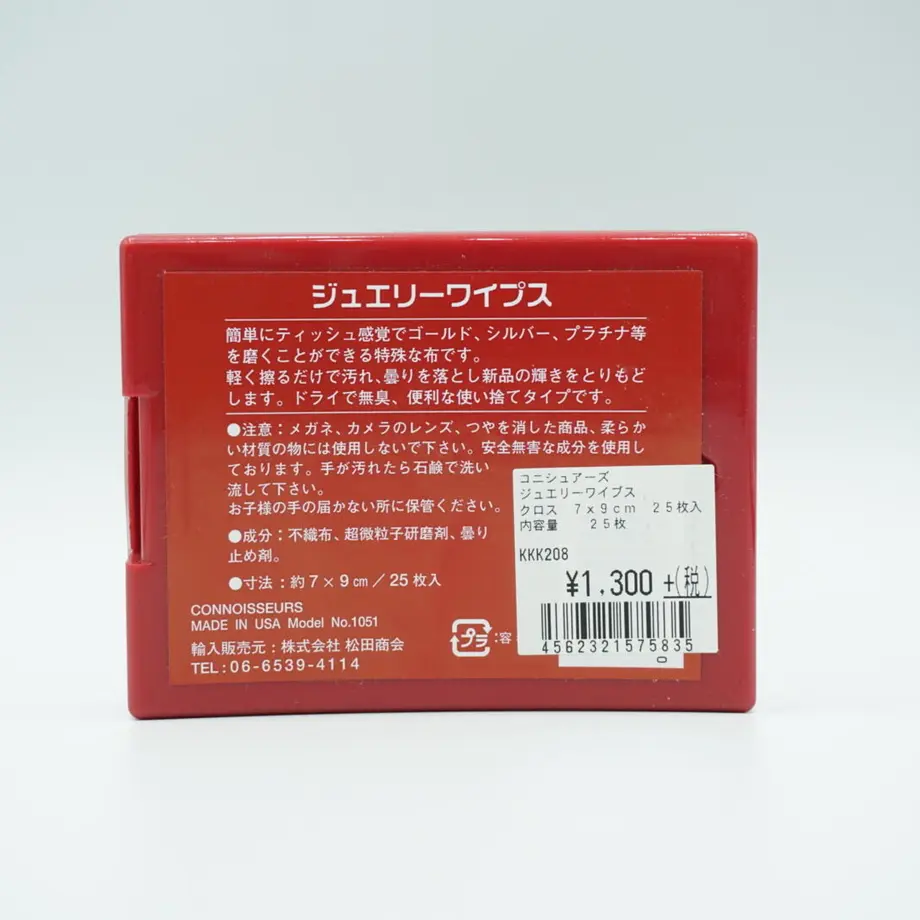 ジュエリーワイプス
簡単にティッシュ感覚でゴールド、シルバー、プラチナ等
を磨くことができる特殊な布です。
軽く擦るだけで汚れ、曇りを落とし新品の輝きをとりもど
します。ドライで無臭、便利な使い捨てタイプです。
●注意：メガネ、カメラのレンズ、つやを消した商品、柔らか
い材質の物には使用しないで下さい。安全無害な成分を使用し
ております。手が汚れたら石鹸で洗い
流して下さい。
お子様の手の届かない所に保管ください。
●成分：不織布、超微粒子研磨剤、曇り
止め剤。
●寸法：約7×9㎝／25枚入
CONNOISSEURS
MADE IN USA Model No.1051
輸入販売元：株式会社 松田商会
TEL:06-6539-4114
プラ:容
コニシュアーズ
ジュエリーワイプス
クロス 7x9cm 25枚入
内容量 25枚
KKK208
¥1,300 +(税)
4562321575835
0